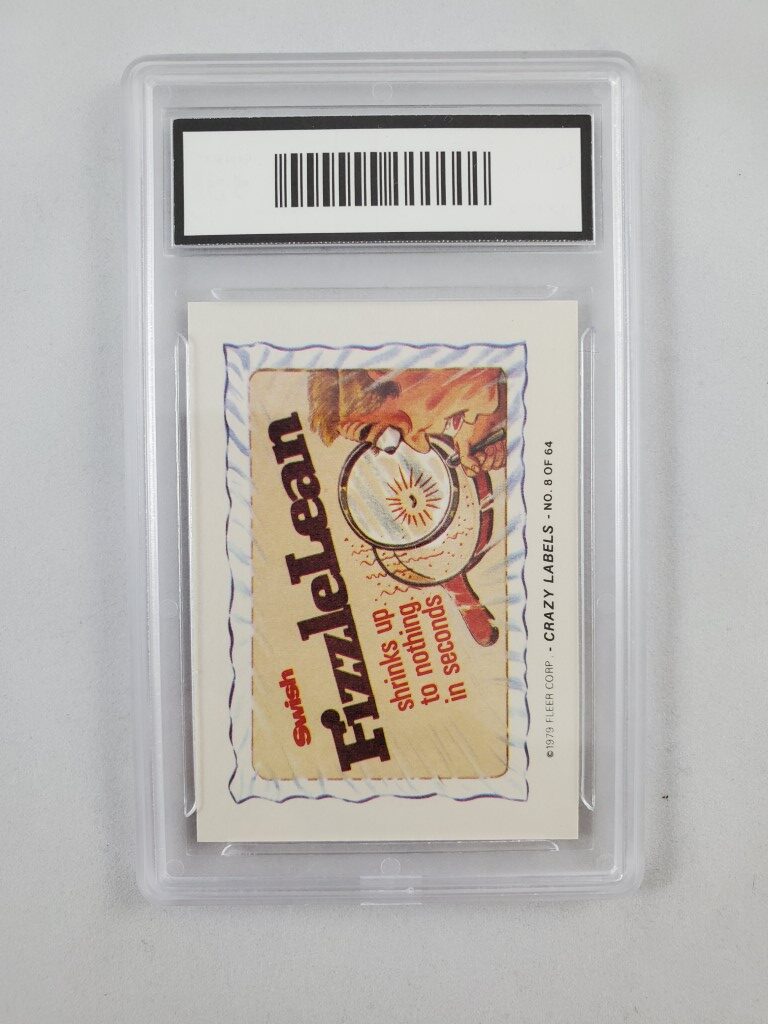 Swish
FizzleLean
shrinks up
to nothing
in seconds
©1979 FLEER CORP. - CRAZY LABELS - NO. 8 OF 64